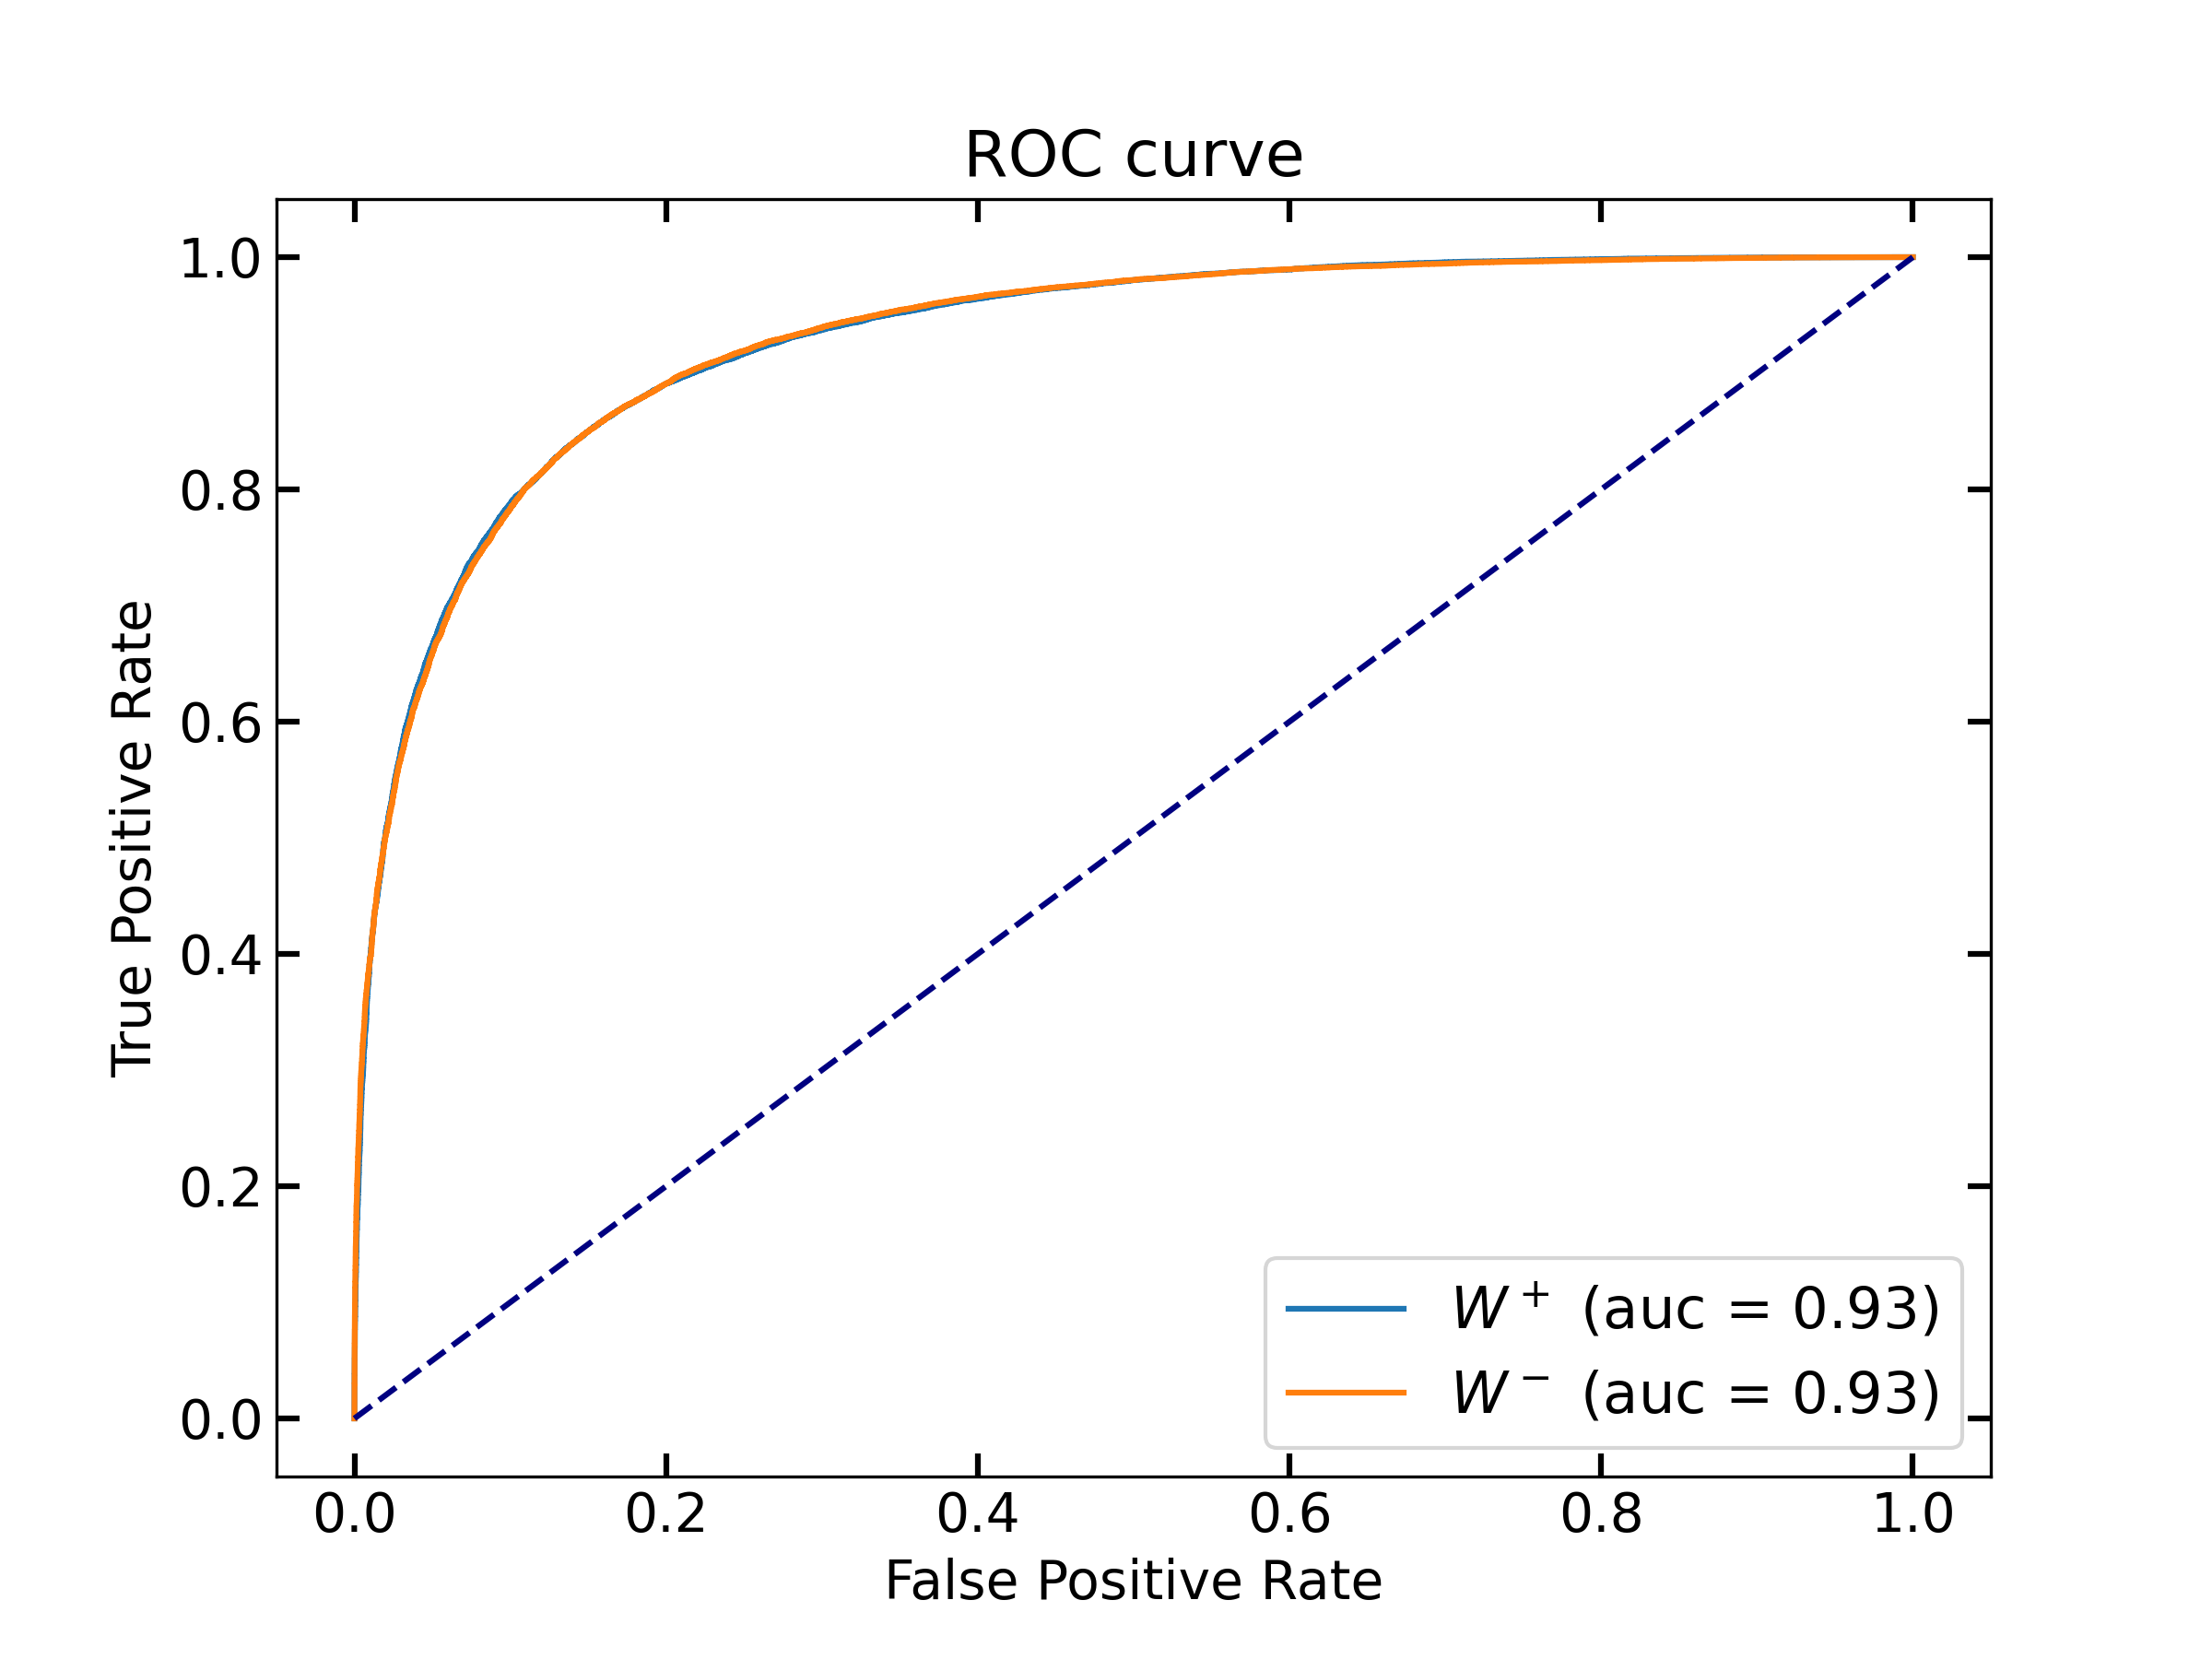 ROC curve
1.0
0.8
0.6
0.4
0.2
0.0
True Positive Rate
0.0 0.2 0.4 0.6 0.8 1.0
False Positive Rate
W⁺ (auc = 0.93)
W⁻ (auc = 0.93)